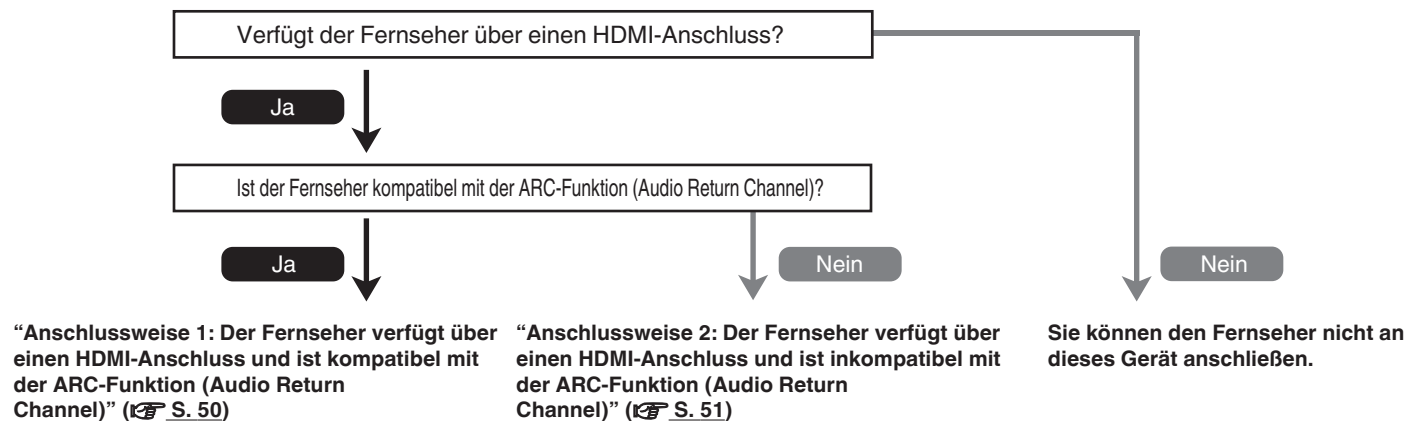 Verfügt der Fernseher über einen HDMI-Anschluss?
Ja
Ist der Fernseher kompatibel mit der ARC-Funktion (Audio Return Channel)?
Ja
Nein
Nein
“Anschlussweise 1: Der Fernseher verfügt über
einen HDMI-Anschluss und ist kompatibel mit
der ARC-Funktion (Audio Return
Channel)” (☞ S. 50)
“Anschlussweise 2: Der Fernseher verfügt über
einen HDMI-Anschluss und ist inkompatibel mit
der ARC-Funktion (Audio Return
Channel)” (☞ S. 51)
Sie können den Fernseher nicht an
dieses Gerät anschließen.